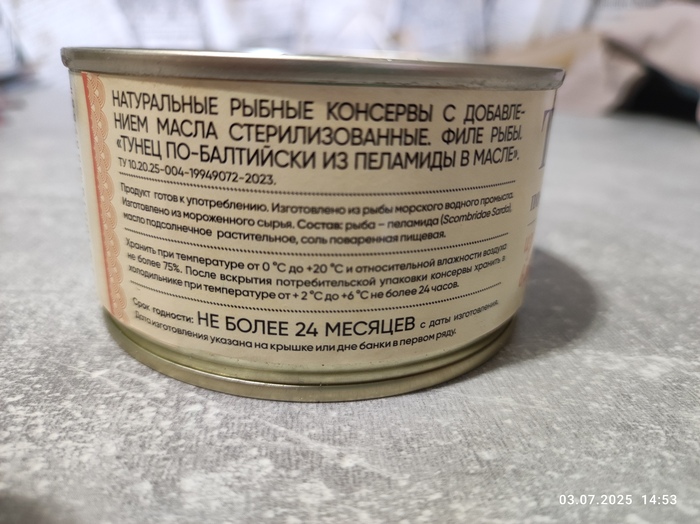 НАТУРАЛЬНЫЕ РЫБНЫЕ КОНСЕРВЫ С ДОБАВЛЕ-
НИЕМ МАСЛА СТЕРИЛИЗОВАННЫЕ. ФИЛЕ РЫБЫ.
«ТУНЕЦ ПО-БАЛТИЙСКИ ИЗ ПЕЛАМИДЫ В МАСЛЕ».
ТУ 10.20.25-004-19949072-2023.
Продукт готов к употреблению. Изготовлено из рыбы морского водного промысла.
Изготовлено из мороженного сырья. Состав: рыба – пеламида (Scombridae Sarda),
масло подсолнечное растительное, соль поваренная пищевая.
Хранить при температуре от 0 °С до +20 °С и относительной влажности воздуха
не более 75%. После вскрытия потребительской упаковки консервы хранить в
холодильнике при температуре от + 2 °С до +6 °С не более 24 часов.
Срок годности: НЕ БОЛЕЕ 24 МЕСЯЦЕВ с даты изготовления.
Дата изготовления указана на крышке или дне банки в первом ряду.
03.07.2025 14:53